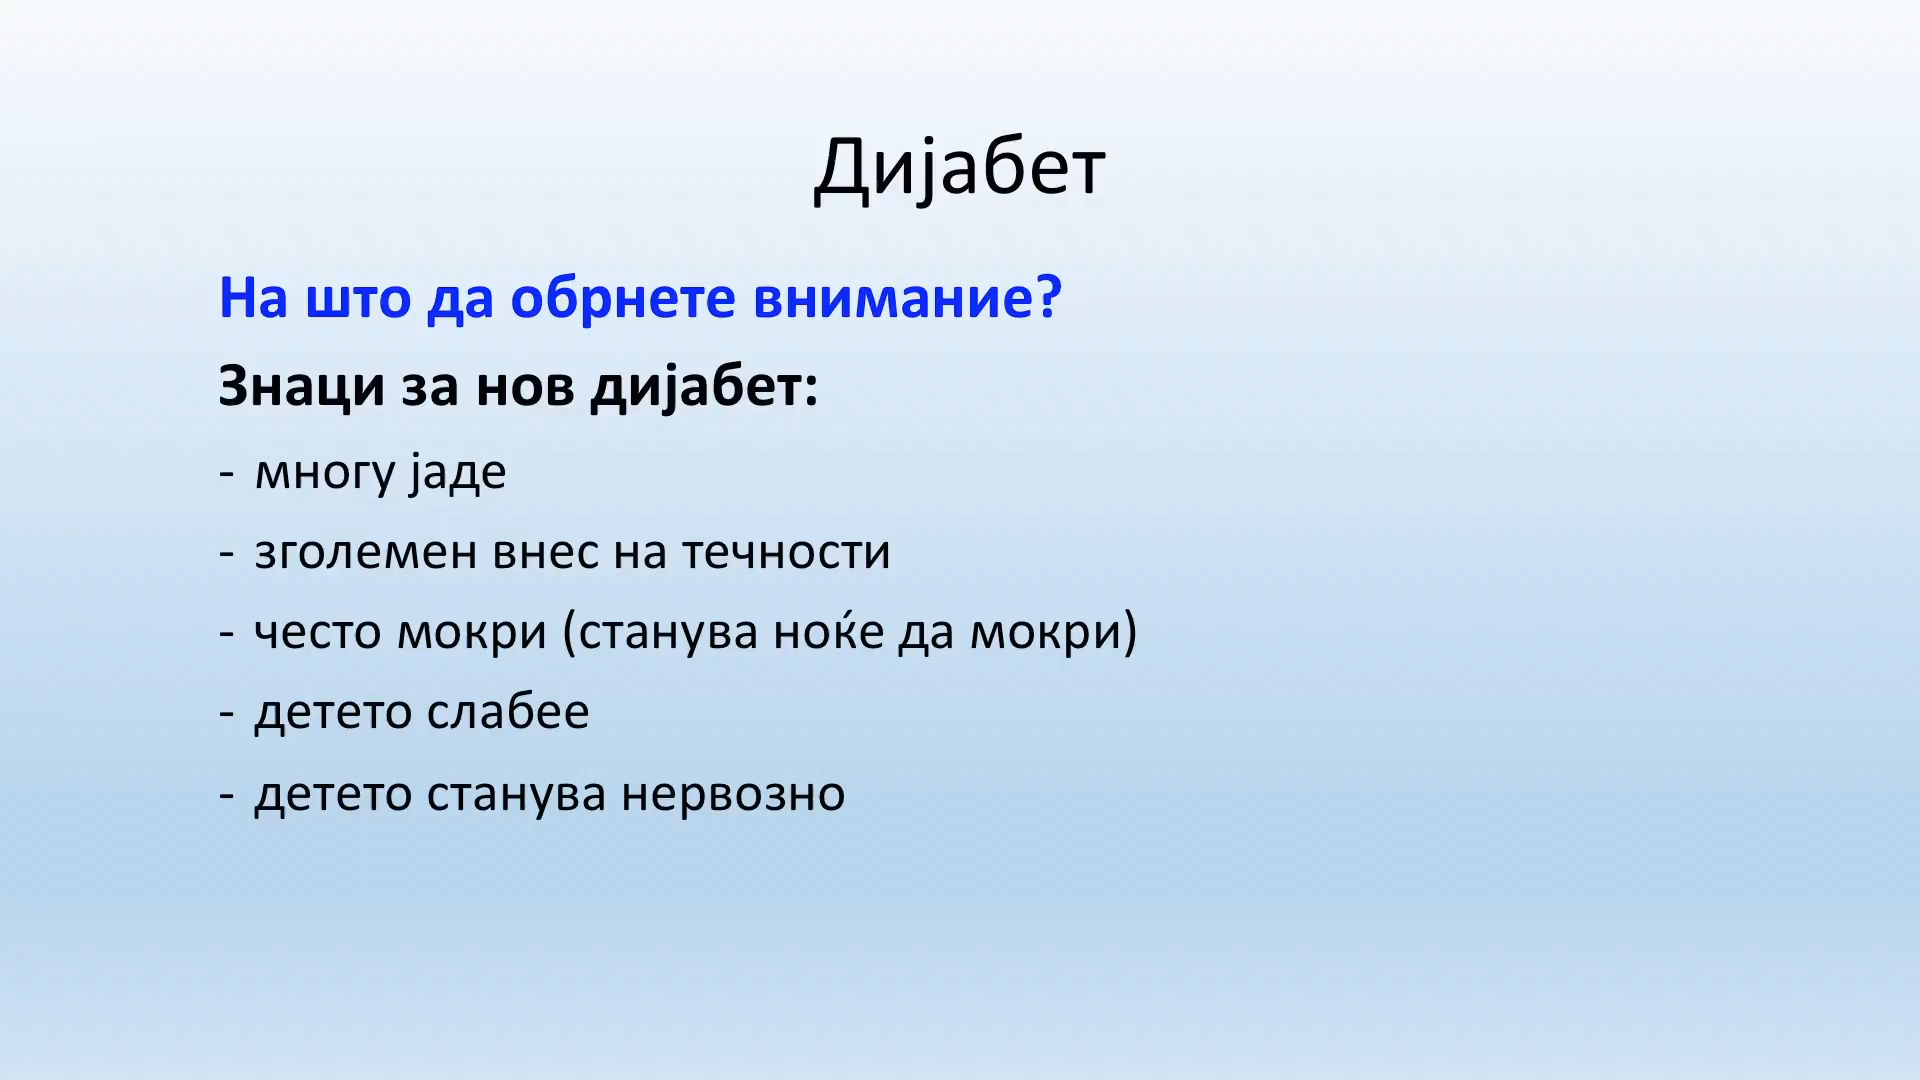 Дијабет
На што да обрнете внимание?
Знаци за нов дијабет:
- многу јаде
- зголемен внес на течности
- често мокри (станува ноќе да мокри)
- детето слабее
- детето станува нервозно